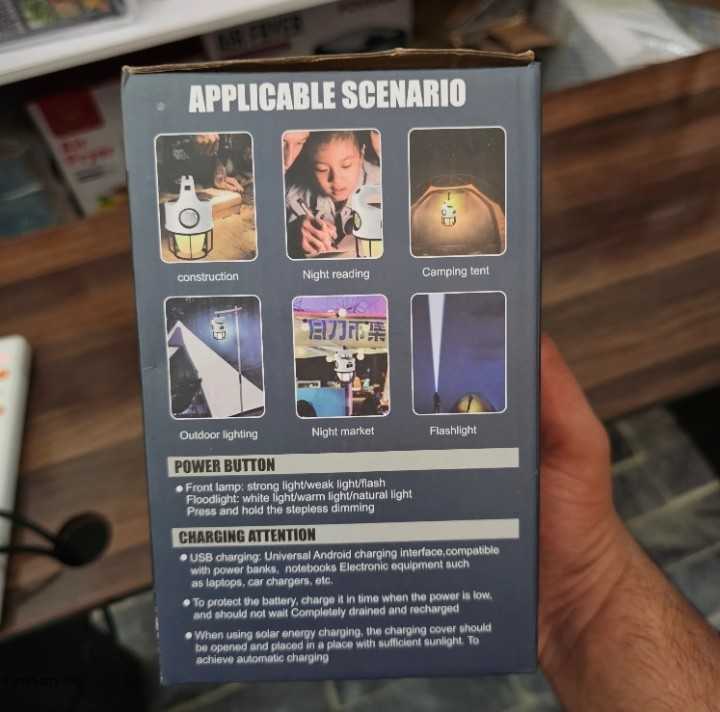 AIR FRYER
Air
Fryer
APPLICABLE SCENARIO
construction
Night reading
Camping tent
Outdoor lighting
Night market
Flashlight
POWER BUTTON
● Front lamp: strong light/weak light/flash
Floodlight: white light/warm light/natural light
Press and hold the stepless dimming
CHARGING ATTENTION
● USB charging: Universal Android charging interface,compatible
with power banks, notebooks Electronic equipment such
as laptops, car chargers, etc.
● To protect the battery, charge it in time when the power is low,
and should not wait Completely drained and recharged
● When using solar energy charging, the charging cover should
be opened and placed in a place with sufficient sunlight. To
achieve automatic charging